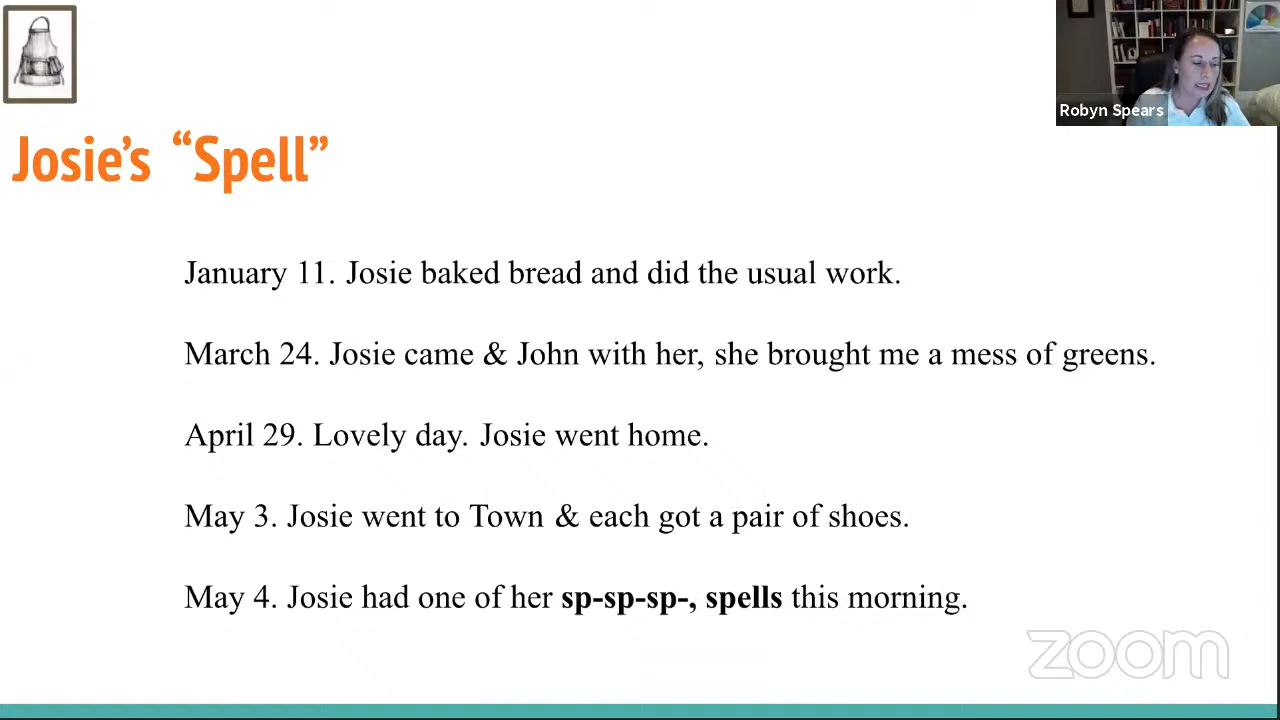 Robyn Spears
Josie’s “Spell”
January 11. Josie baked bread and did the usual work.
March 24. Josie came & John with her, she brought me a mess of greens.
April 29. Lovely day. Josie went home.
May 3. Josie went to Town & each got a pair of shoes.
May 4. Josie had one of her sp-sp-sp-, spells this morning.
zoom